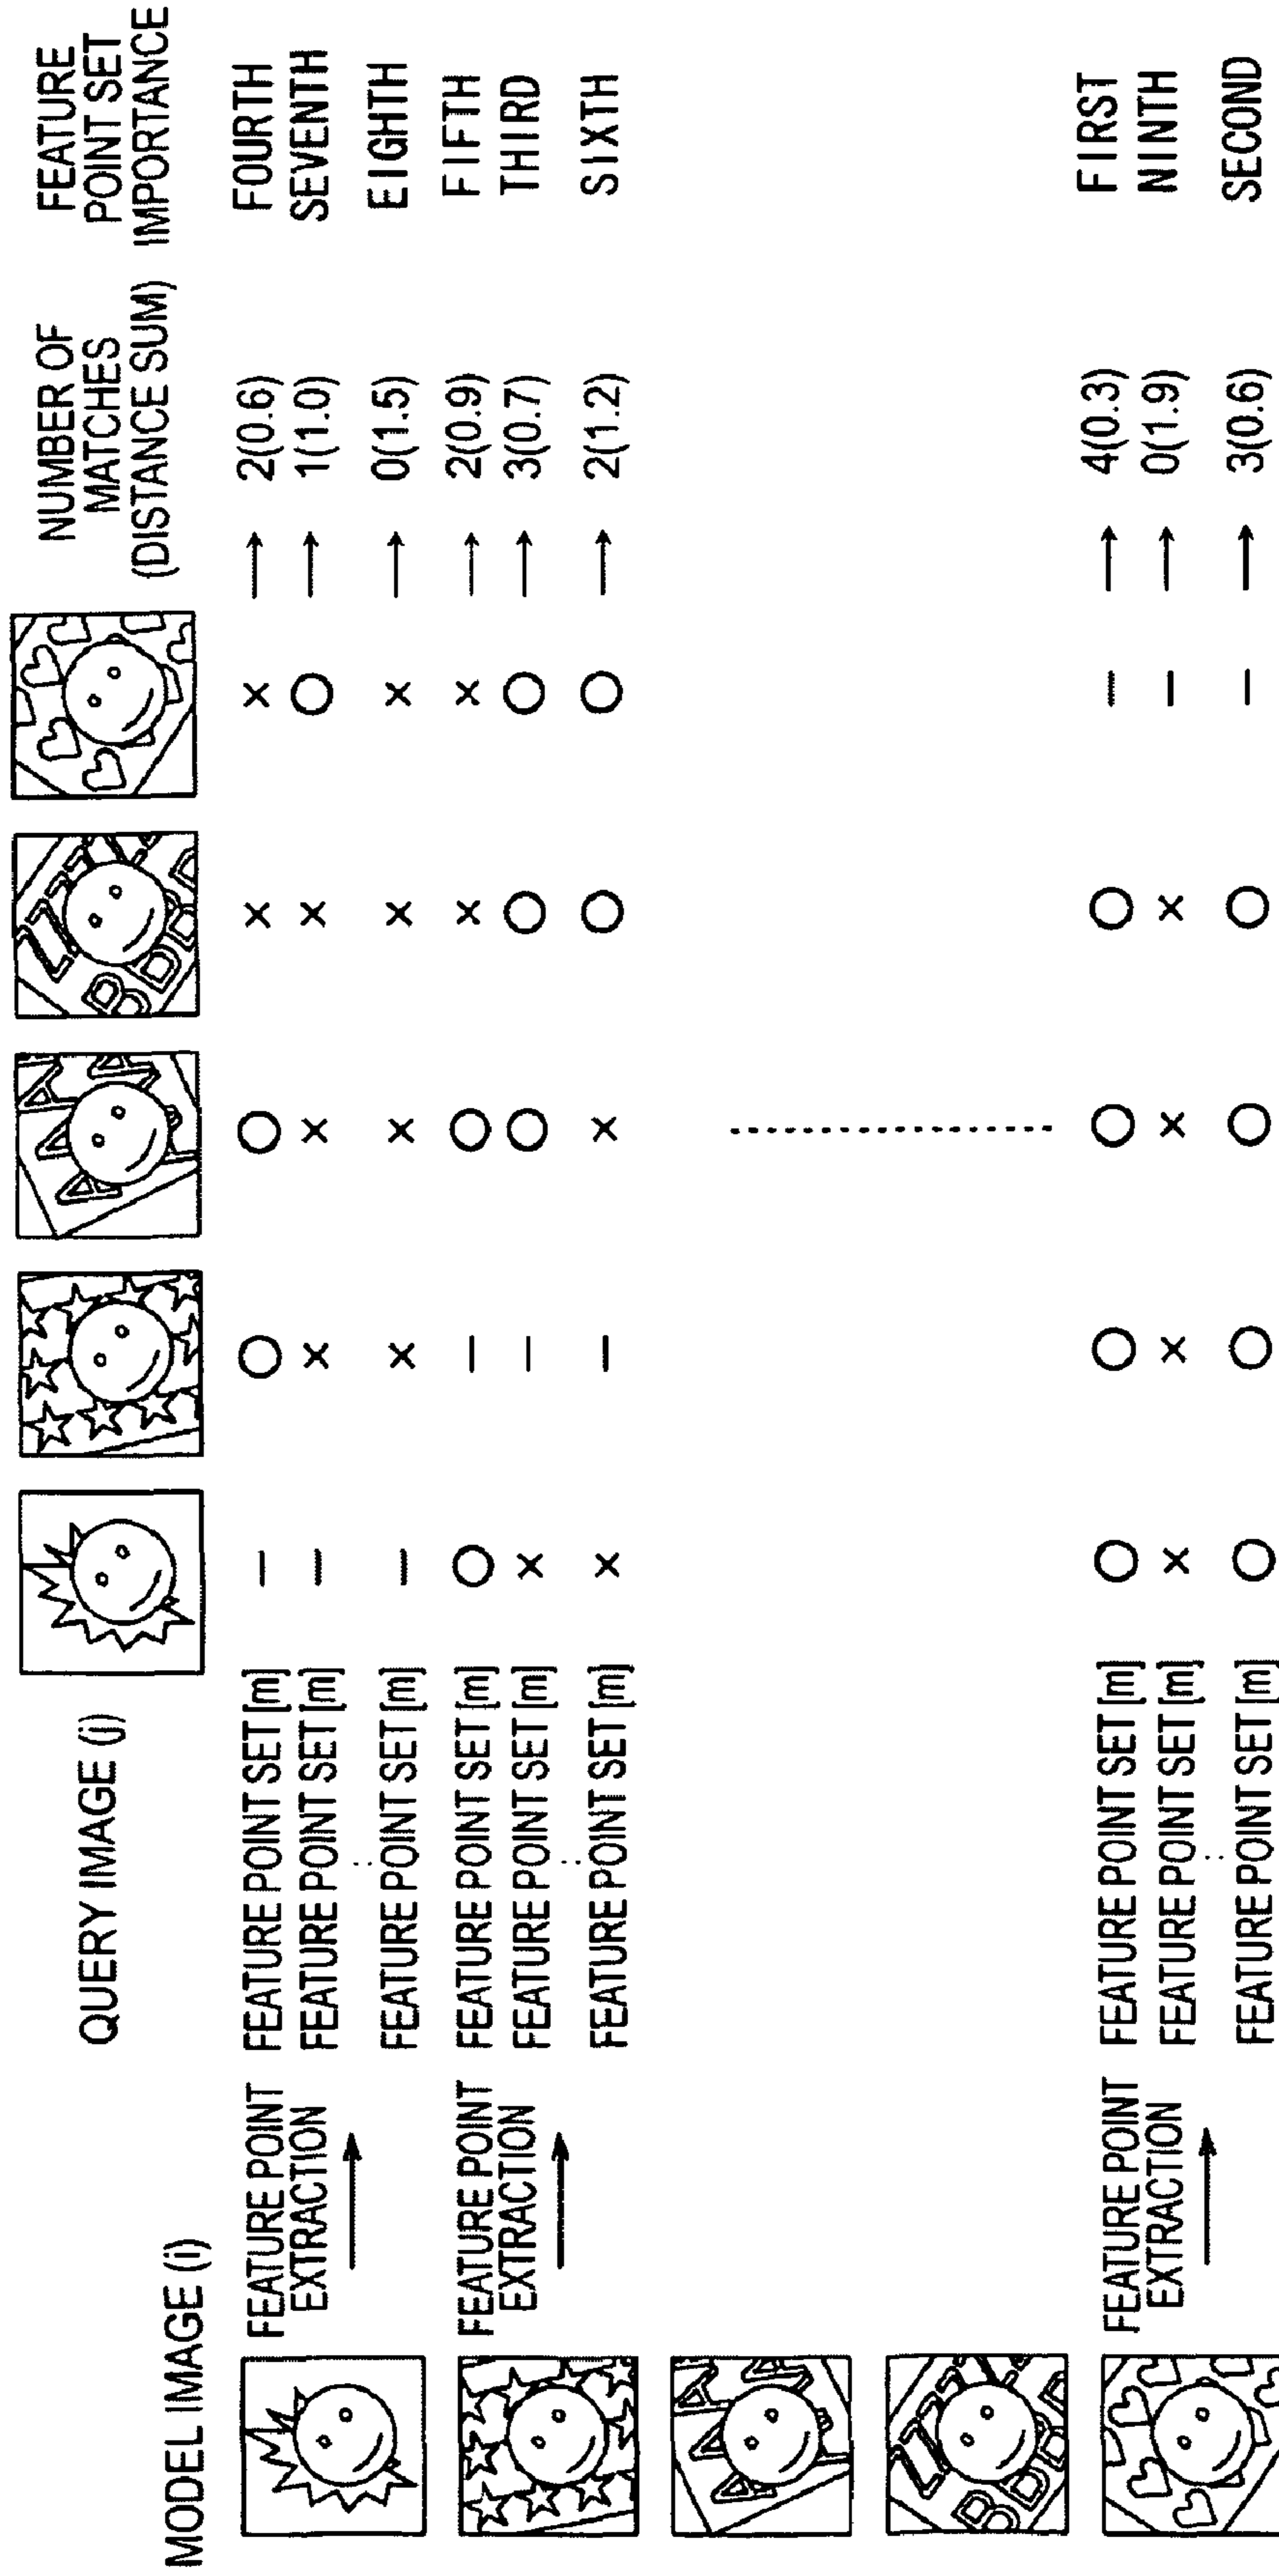 MODEL IMAGE (i)
QUERY IMAGE (j)
NUMBER OF
MATCHES
(DISTANCE SUM)
FEATURE
POINT SET
IMPORTANCE
FEATURE POINT
EXTRACTION
FEATURE POINT SET [m] – O O × × 2(0.6) FOURTH
FEATURE POINT SET [m] – × × × O 1(1.0) SEVENTH
FEATURE POINT SET [m] – × × × × 0(1.5) EIGHTH
FEATURE POINT
EXTRACTION
FEATURE POINT SET [m] O – O × × 2(0.9) FIFTH
FEATURE POINT SET [m] × – O O O 3(0.7) THIRD
FEATURE POINT SET [m] × – × O O 2(1.2) SIXTH
FEATURE POINT
EXTRACTION
FEATURE POINT SET [m] O O O O – 4(0.3) FIRST
FEATURE POINT SET [m] × × × × – 0(1.9) NINTH
FEATURE POINT SET [m] O O O O – 3(0.6) SECOND